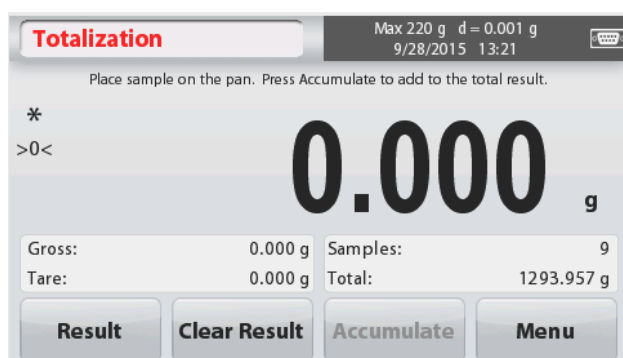 Totalization
Max 220 g d = 0.001 g
9/28/2015 13:21
Place sample on the pan. Press Accumulate to add to the total result.
*
>0<
0.000 g
Gross: 0.000 g Samples: 9
Tare: 0.000 g Total: 1293.957 g
Result Clear Result Accumulate Menu